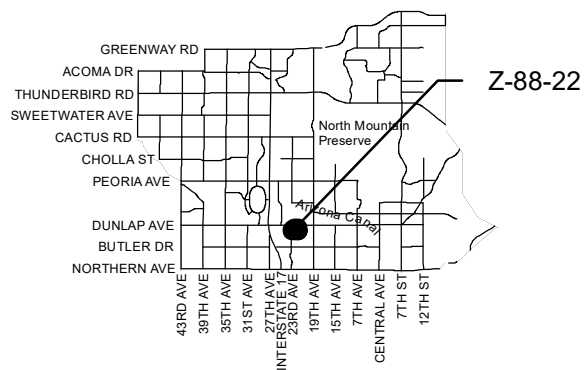 GREENWAY RD
ACOMA DR
Z-88-22
THUNDERBIRD RD
SWEETWATER AVE
North Mountain
Preserve
CACTUS RD
CHOLLA ST
PEORIA AVE
Arizona Canal
DUNLAP AVE
BUTLER DR
NORTHERN AVE
43RD AVE
39TH AVE
35TH AVE
31ST AVE
27TH AVE
INTERSTATE 17
23RD AVE
19TH AVE
15TH AVE
7TH AVE
CENTRAL AVE
7TH ST
12TH ST